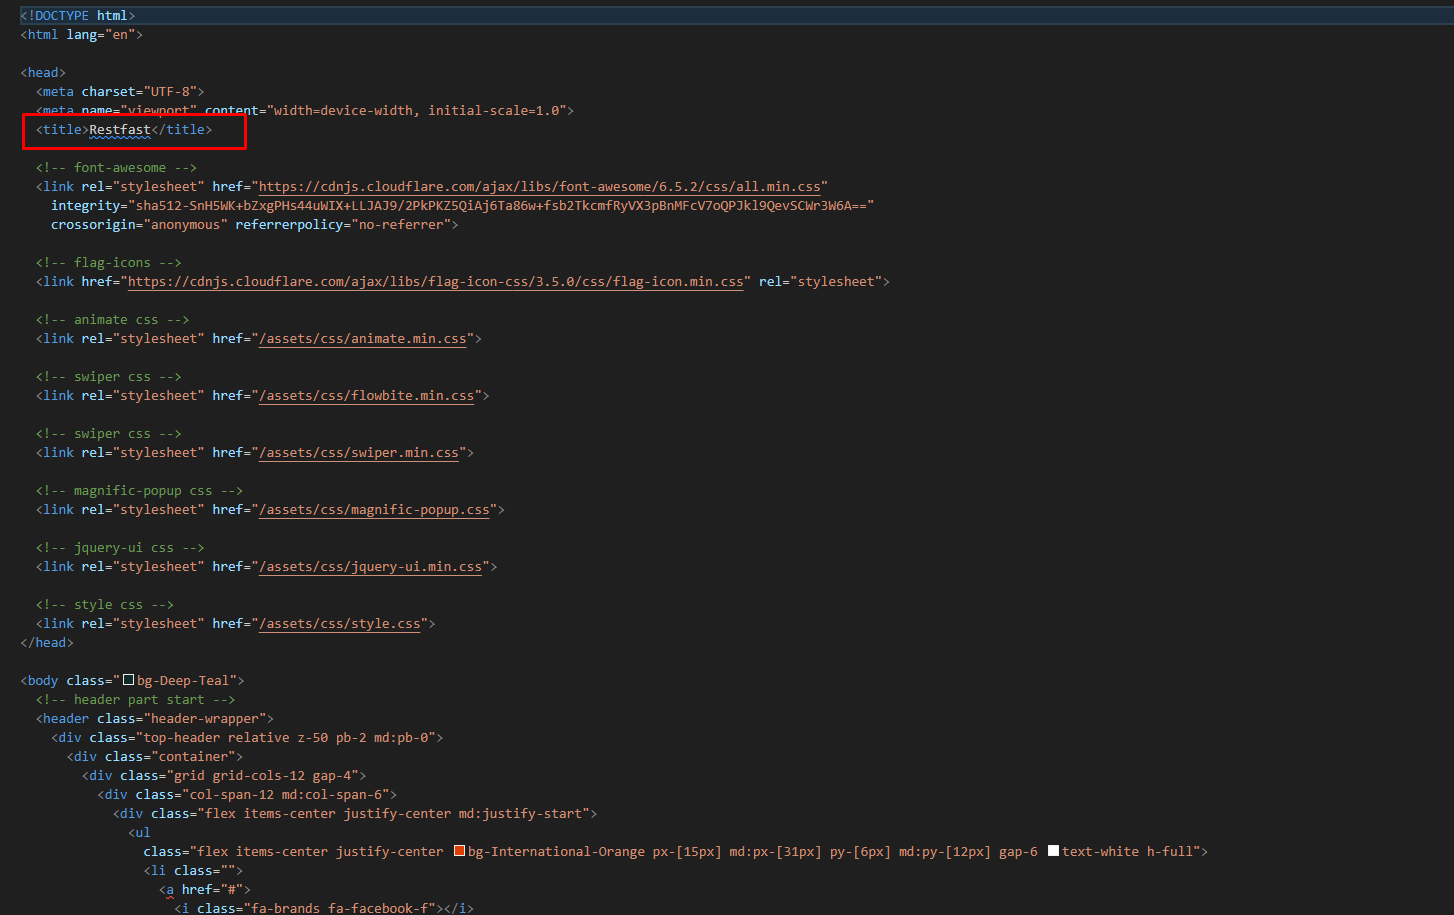 <!DOCTYPE html>
<html lang="en">
<head>
<meta charset="UTF-8">
<meta name="viewport" content="width=device-width, initial-scale=1.0">
<title>Restfast</title>
<!-- font-awesome -->
<link rel="stylesheet" href="https://cdnjs.cloudflare.com/ajax/libs/font-awesome/6.5.2/css/all.min.css"
integrity="sha512-SnH5WK+bZxgPHs44uWIX+LLJAJ9/2PkPKZ5QiAj6Ta86w+fsb2TkcmfRyVX3pBnMFcV7oQPJkl9QevSCWr3W6A=="
crossorigin="anonymous" referrerpolicy="no-referrer">
<!-- flag-icons -->
<link href="https://cdnjs.cloudflare.com/ajax/libs/flag-icon-css/3.5.0/css/flag-icon.min.css" rel="stylesheet">
<!-- animate css -->
<link rel="stylesheet" href="/assets/css/animate.min.css">
<!-- swiper css -->
<link rel="stylesheet" href="/assets/css/flowbite.min.css">
<!-- swiper css -->
<link rel="stylesheet" href="/assets/css/swiper.min.css">
<!-- magnific-popup css -->
<link rel="stylesheet" href="/assets/css/magnific-popup.css">
<!-- jquery-ui css -->
<link rel="stylesheet" href="/assets/css/jquery-ui.min.css">
<!-- style css -->
<link rel="stylesheet" href="/assets/css/style.css">
</head>
<body class="bg-Deep-Teal">
<!-- header part start -->
<header class="header-wrapper">
<div class="top-header relative z-50 pb-2 md:pb-0">
<div class="container">
<div class="grid grid-cols-12 gap-4">
<div class="col-span-12 md:col-span-6">
<div class="flex items-center justify-center md:justify-start">
<ul
class="flex items-center justify-center bg-International-Orange px-[15px] md:px-[31px] py-[6px] md:py-[12px] gap-6 text-white h-full">
<li class="">
<a href="#">
<i class="fa-brands fa-facebook-f"></i>